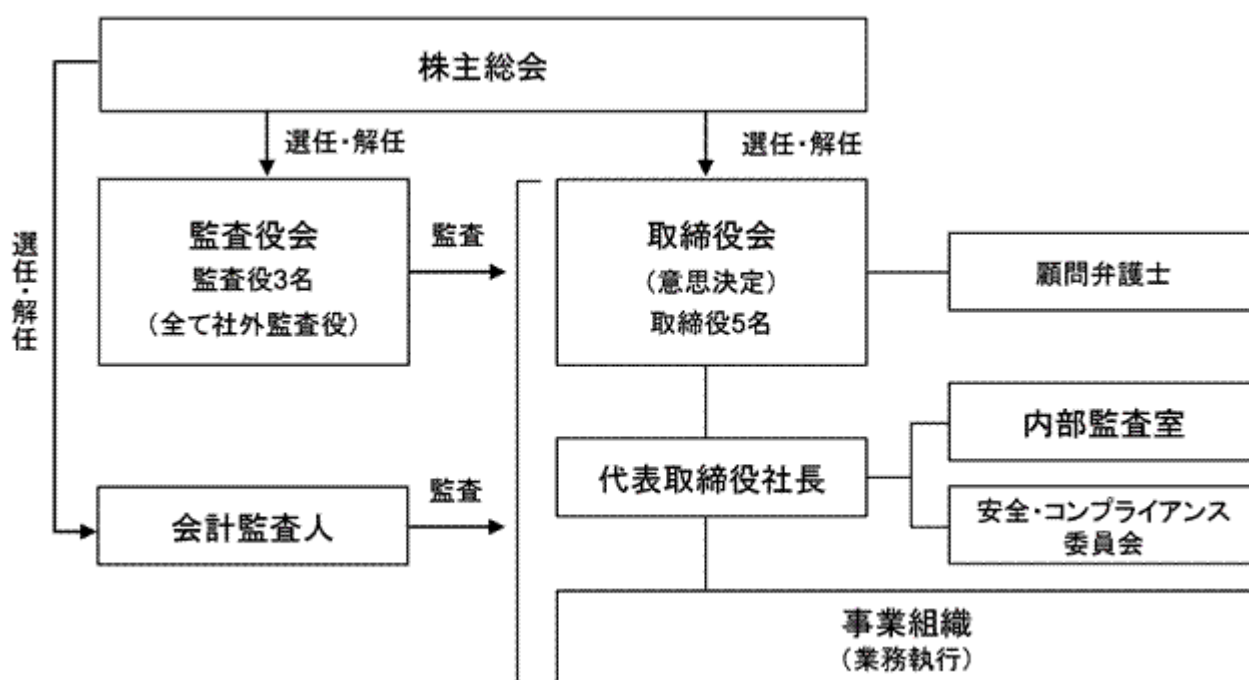 株主総会
選任・解任
選任・解任
選任・解任
監査役会
監査役3名
（全て社外監査役）
監査
取締役会
（意思決定）
取締役5名
顧問弁護士
内部監査室
代表取締役社長
会計監査人
監査
安全・コンプライアンス
委員会
事業組織
（業務執行）